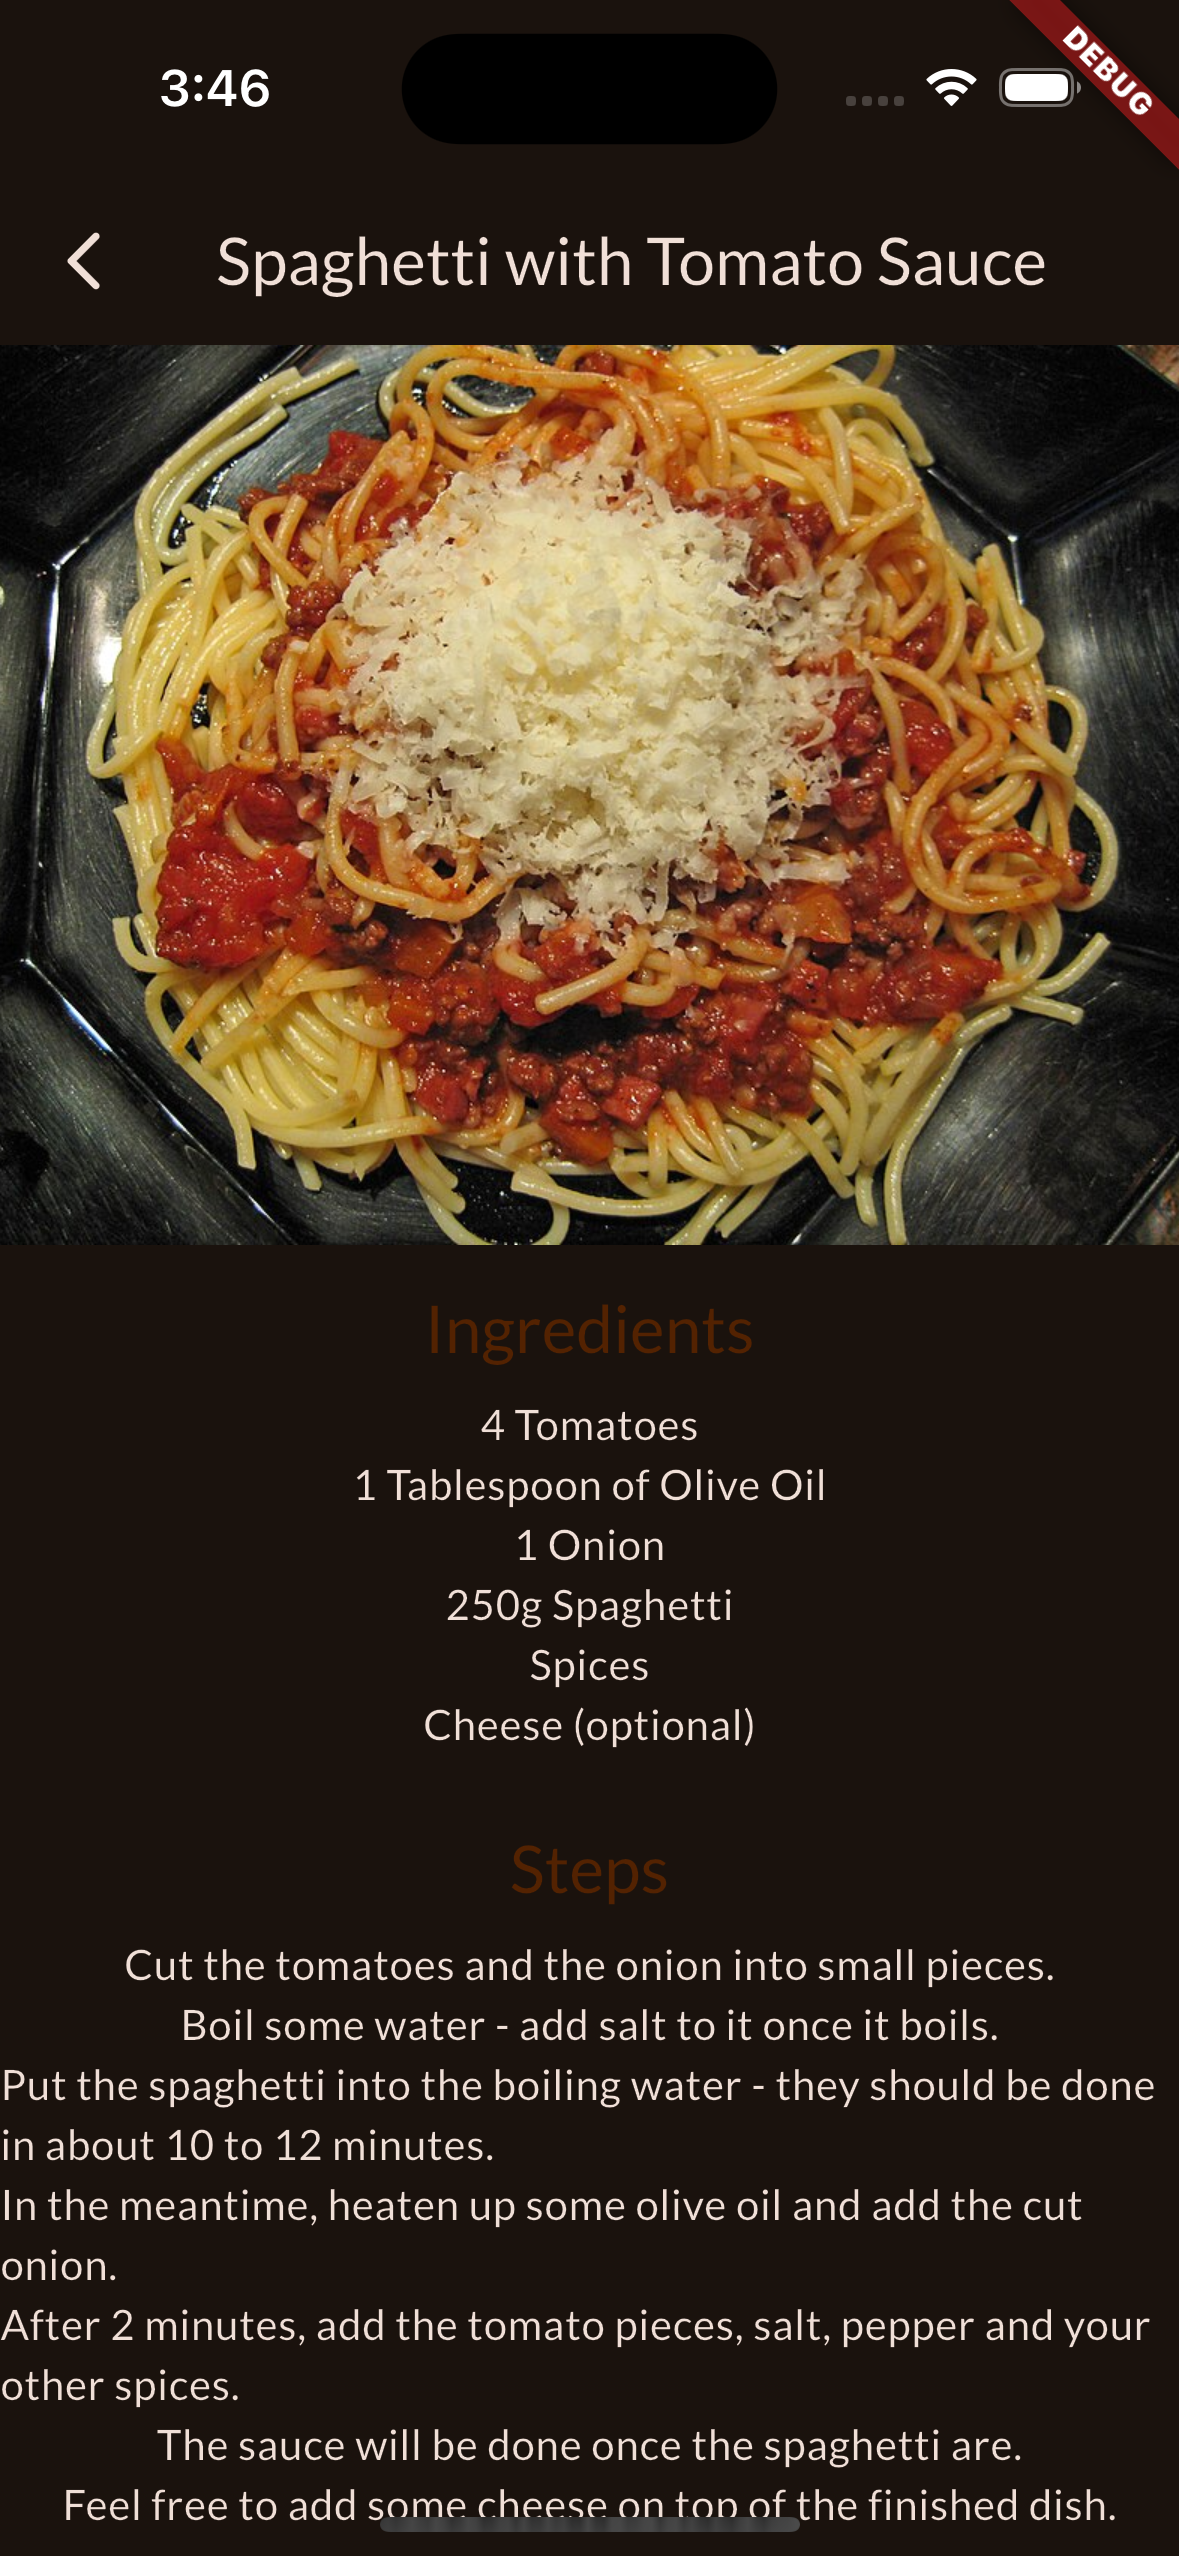 3:46
DEBUG
Spaghetti with Tomato Sauce
Ingredients
4 Tomatoes
1 Tablespoon of Olive Oil
1 Onion
250g Spaghetti
Spices
Cheese (optional)
Steps
Cut the tomatoes and the onion into small pieces.
Boil some water - add salt to it once it boils.
Put the spaghetti into the boiling water - they should be done
in about 10 to 12 minutes.
In the meantime, heaten up some olive oil and add the cut
onion.
After 2 minutes, add the tomato pieces, salt, pepper and your
other spices.
The sauce will be done once the spaghetti are.
Feel free to add some cheese on top of the finished dish.